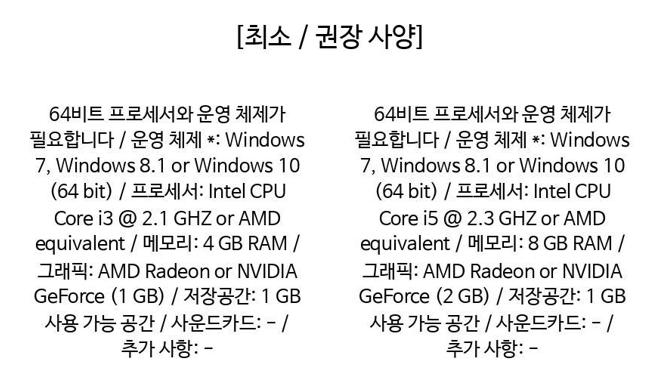 [최소 / 권장 사양]
64비트 프로세서와 운영 체제가
필요합니다 / 운영 체제 *: Windows
7, Windows 8.1 or Windows 10
(64 bit) / 프로세서: Intel CPU
Core i3 @ 2.1 GHZ or AMD
equivalent / 메모리: 4 GB RAM /
그래픽: AMD Radeon or NVIDIA
GeForce (1 GB) / 저장공간: 1 GB
사용 가능 공간 / 사운드카드: - /
추가 사항: -
64비트 프로세서와 운영 체제가
필요합니다 / 운영 체제 *: Windows
7, Windows 8.1 or Windows 10
(64 bit) / 프로세서: Intel CPU
Core i5 @ 2.3 GHZ or AMD
equivalent / 메모리: 8 GB RAM /
그래픽: AMD Radeon or NVIDIA
GeForce (2 GB) / 저장공간: 1 GB
사용 가능 공간 / 사운드카드: - /
추가 사항: -